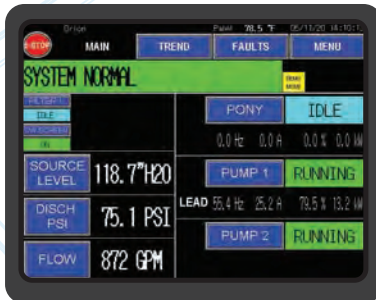 Orion Panel 78.5 °F 05/11/20 14:10:1
E-STOP MAIN TREND FAULTS MENU
SYSTEM NORMAL
DEMO MODE
IDLE
PONY IDLE
ON
0.0 Hz 0.0 A 0.0 % 0.0 kW
SOURCE LEVEL 118.7"H20
PUMP 1 RUNNING
LEAD 55.4 Hz 25.2 A 79.5 % 13.2 kW
DISCH PSI 75.1 PSI
PUMP 2 RUNNING
FLOW 872 GPM